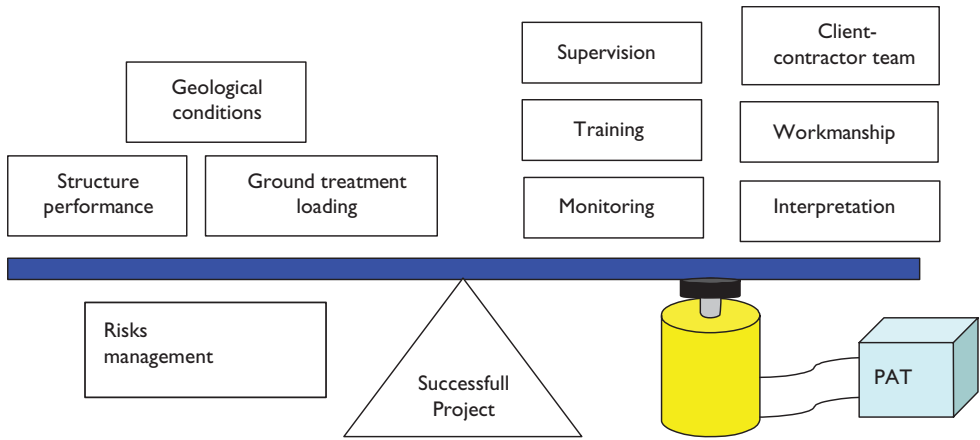 Geological
conditions
Structure
performance
Ground treatment
loading
Supervision
Client-
contractor team
Training
Workmanship
Monitoring
Interpretation
Risks
management
Successfull
Project
PAT